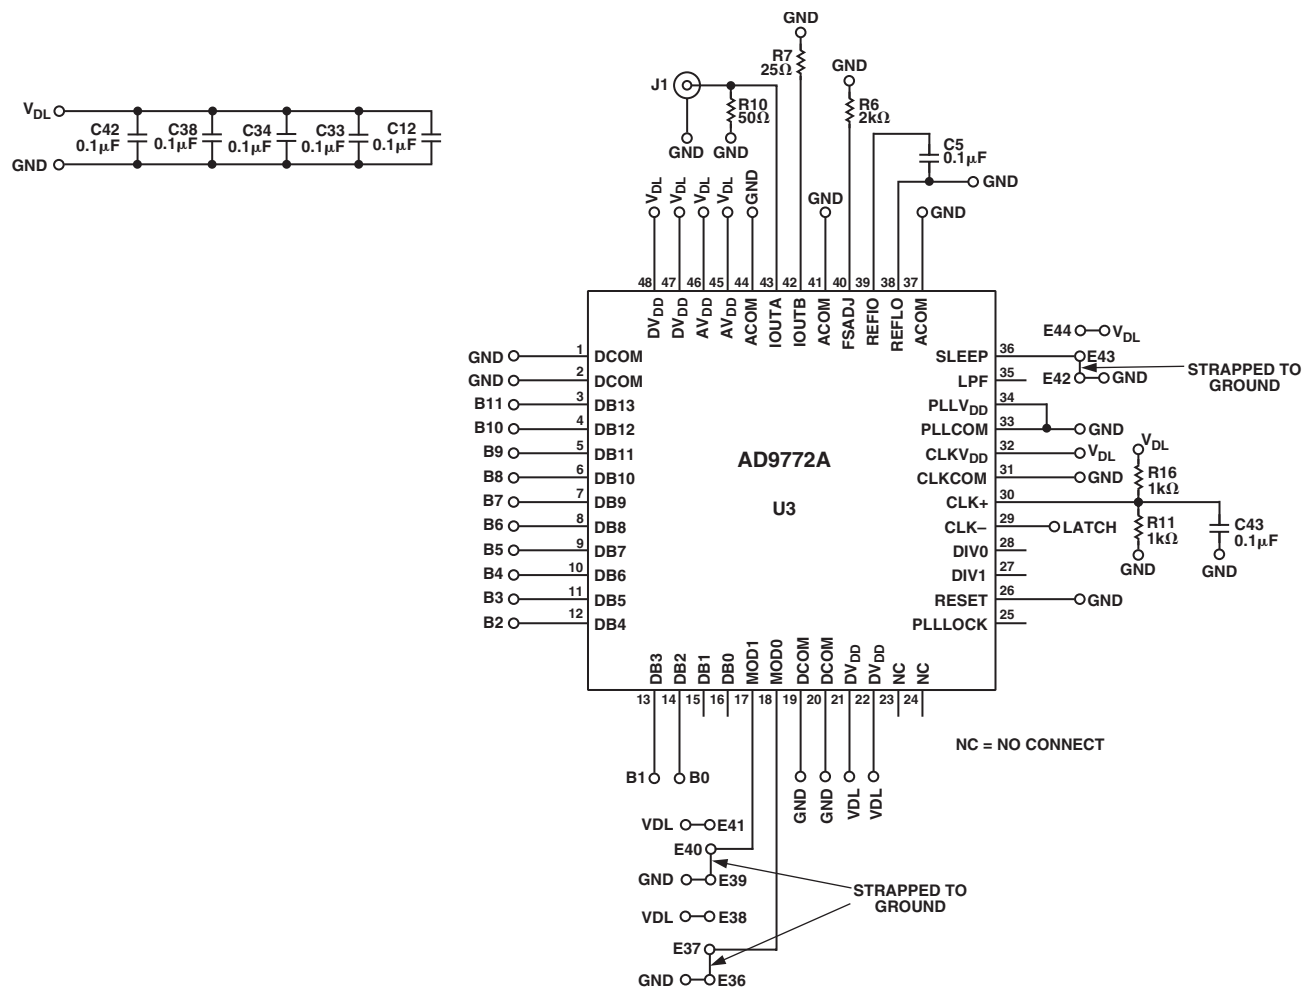 GND
R7
25Ω
GND
J1
R10
50Ω
R6
2kΩ
GND
GND
C5
0.1µF
GND
VDL
C42
0.1µF
C38
0.1µF
C34
0.1µF
C33
0.1µF
C12
0.1µF
GND
VDL
VDL
VDL
VDL
GND
GND
GND
48
47
46
45
44
43
42
41
40
39
38
37
DVDD
DVDD
AVDD
AVDD
ACOM
IOUTA
IOUTB
ACOM
FSADJ
REFIO
REFLO
ACOM
GND
1
DCOM
GND
2
DCOM
B11
3
DB13
B10
4
DB12
B9
5
DB11
B8
6
DB10
B7
7
DB9
B6
8
DB8
B5
9
DB7
B4
10
DB6
B3
11
DB5
B2
12
DB4
AD9772A
U3
E44
VDL
SLEEP
36
E43
E42
GND
STRAPPED TO
GROUND
LPF
35
PLLVDD
34
PLLCOM
33
GND
CLKVDD
32
VDL
CLKCOM
31
GND
CLK+
30
CLK–
29
LATCH
DIV0
28
DIV1
27
RESET
26
GND
PLLLOCK
25
VDL
R16
1kΩ
R11
1kΩ
GND
C43
0.1µF
GND
DB3
DB2
DB1
DB0
MOD1
MOD0
DCOM
DCOM
DVDD
DVDD
NC
NC
13
14
15
16
17
18
19
20
21
22
23
24
NC = NO CONNECT
B1
B0
GND
GND
VDL
VDL
VDL
E41
E40
GND
E39
VDL
E38
E37
GND
E36
STRAPPED TO
GROUND